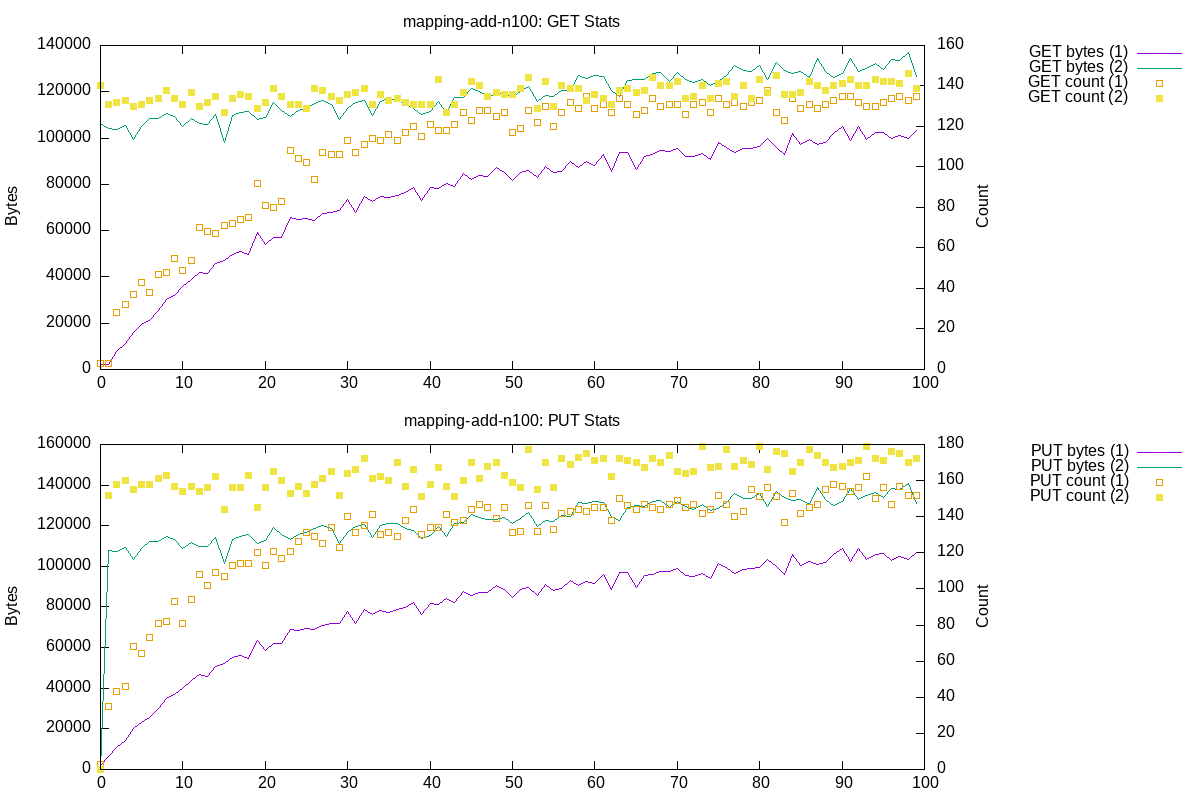 mapping-add-n100: GET Stats
140000
120000
100000
80000
60000
40000
20000
0
Bytes
160
140
120
100
80
60
40
20
0
Count
0 10 20 30 40 50 60 70 80 90 100
GET bytes (1)
GET bytes (2)
GET count (1)
GET count (2)
mapping-add-n100: PUT Stats
160000
140000
120000
100000
80000
60000
40000
20000
0
Bytes
180
160
140
120
100
80
60
40
20
0
Count
0 10 20 30 40 50 60 70 80 90 100
PUT bytes (1)
PUT bytes (2)
PUT count (1)
PUT count (2)